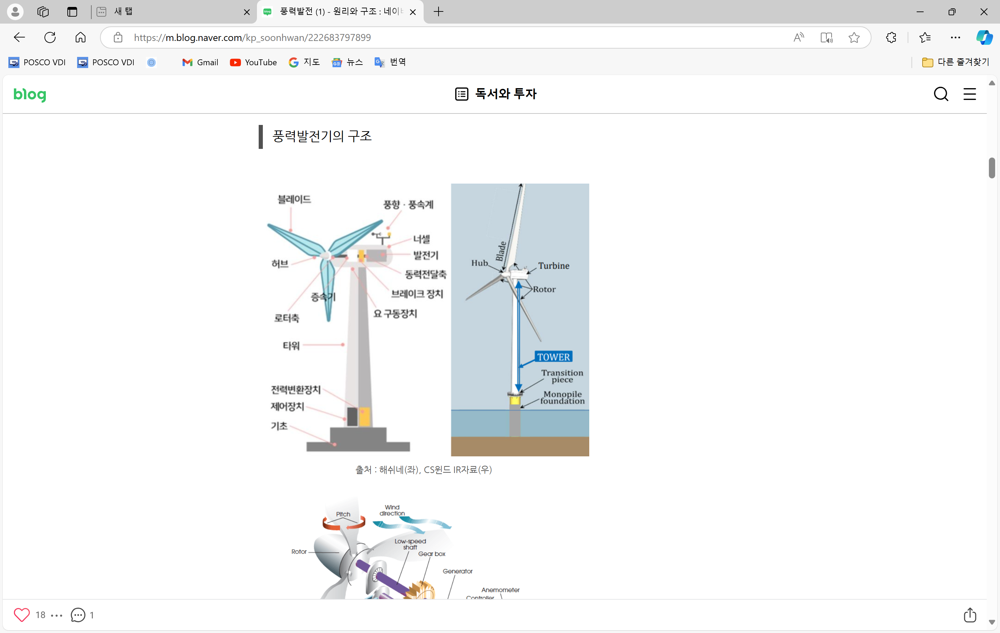 새 탭
풍력발전 (1) - 원리와 구조 : 네이
https://m.blog.naver.com/kp_soonhwan/222683797899
POSCO VDI
POSCO VDI
Gmail
YouTube
지도
뉴스
번역
다른 즐겨찾기
blog
독서와 투자
풍력발전기의 구조
블레이드
풍향 · 풍속계
너셀
발전기
허브
동력전달축
브레이크 장치
증속기
요 구동장치
로터축
타워
전력변환장치
제어장치
기초
Blade
Hub
Turbine
Rotor
TOWER
Transition
piece
Monopile
foundation
출처 : 해쉬네(좌), CS윈드 IR자료(우)
Pitch
Wind
direction
Low-speed
shaft
Rotor
Gear box
Generator
Anemometer
Controller
18
1